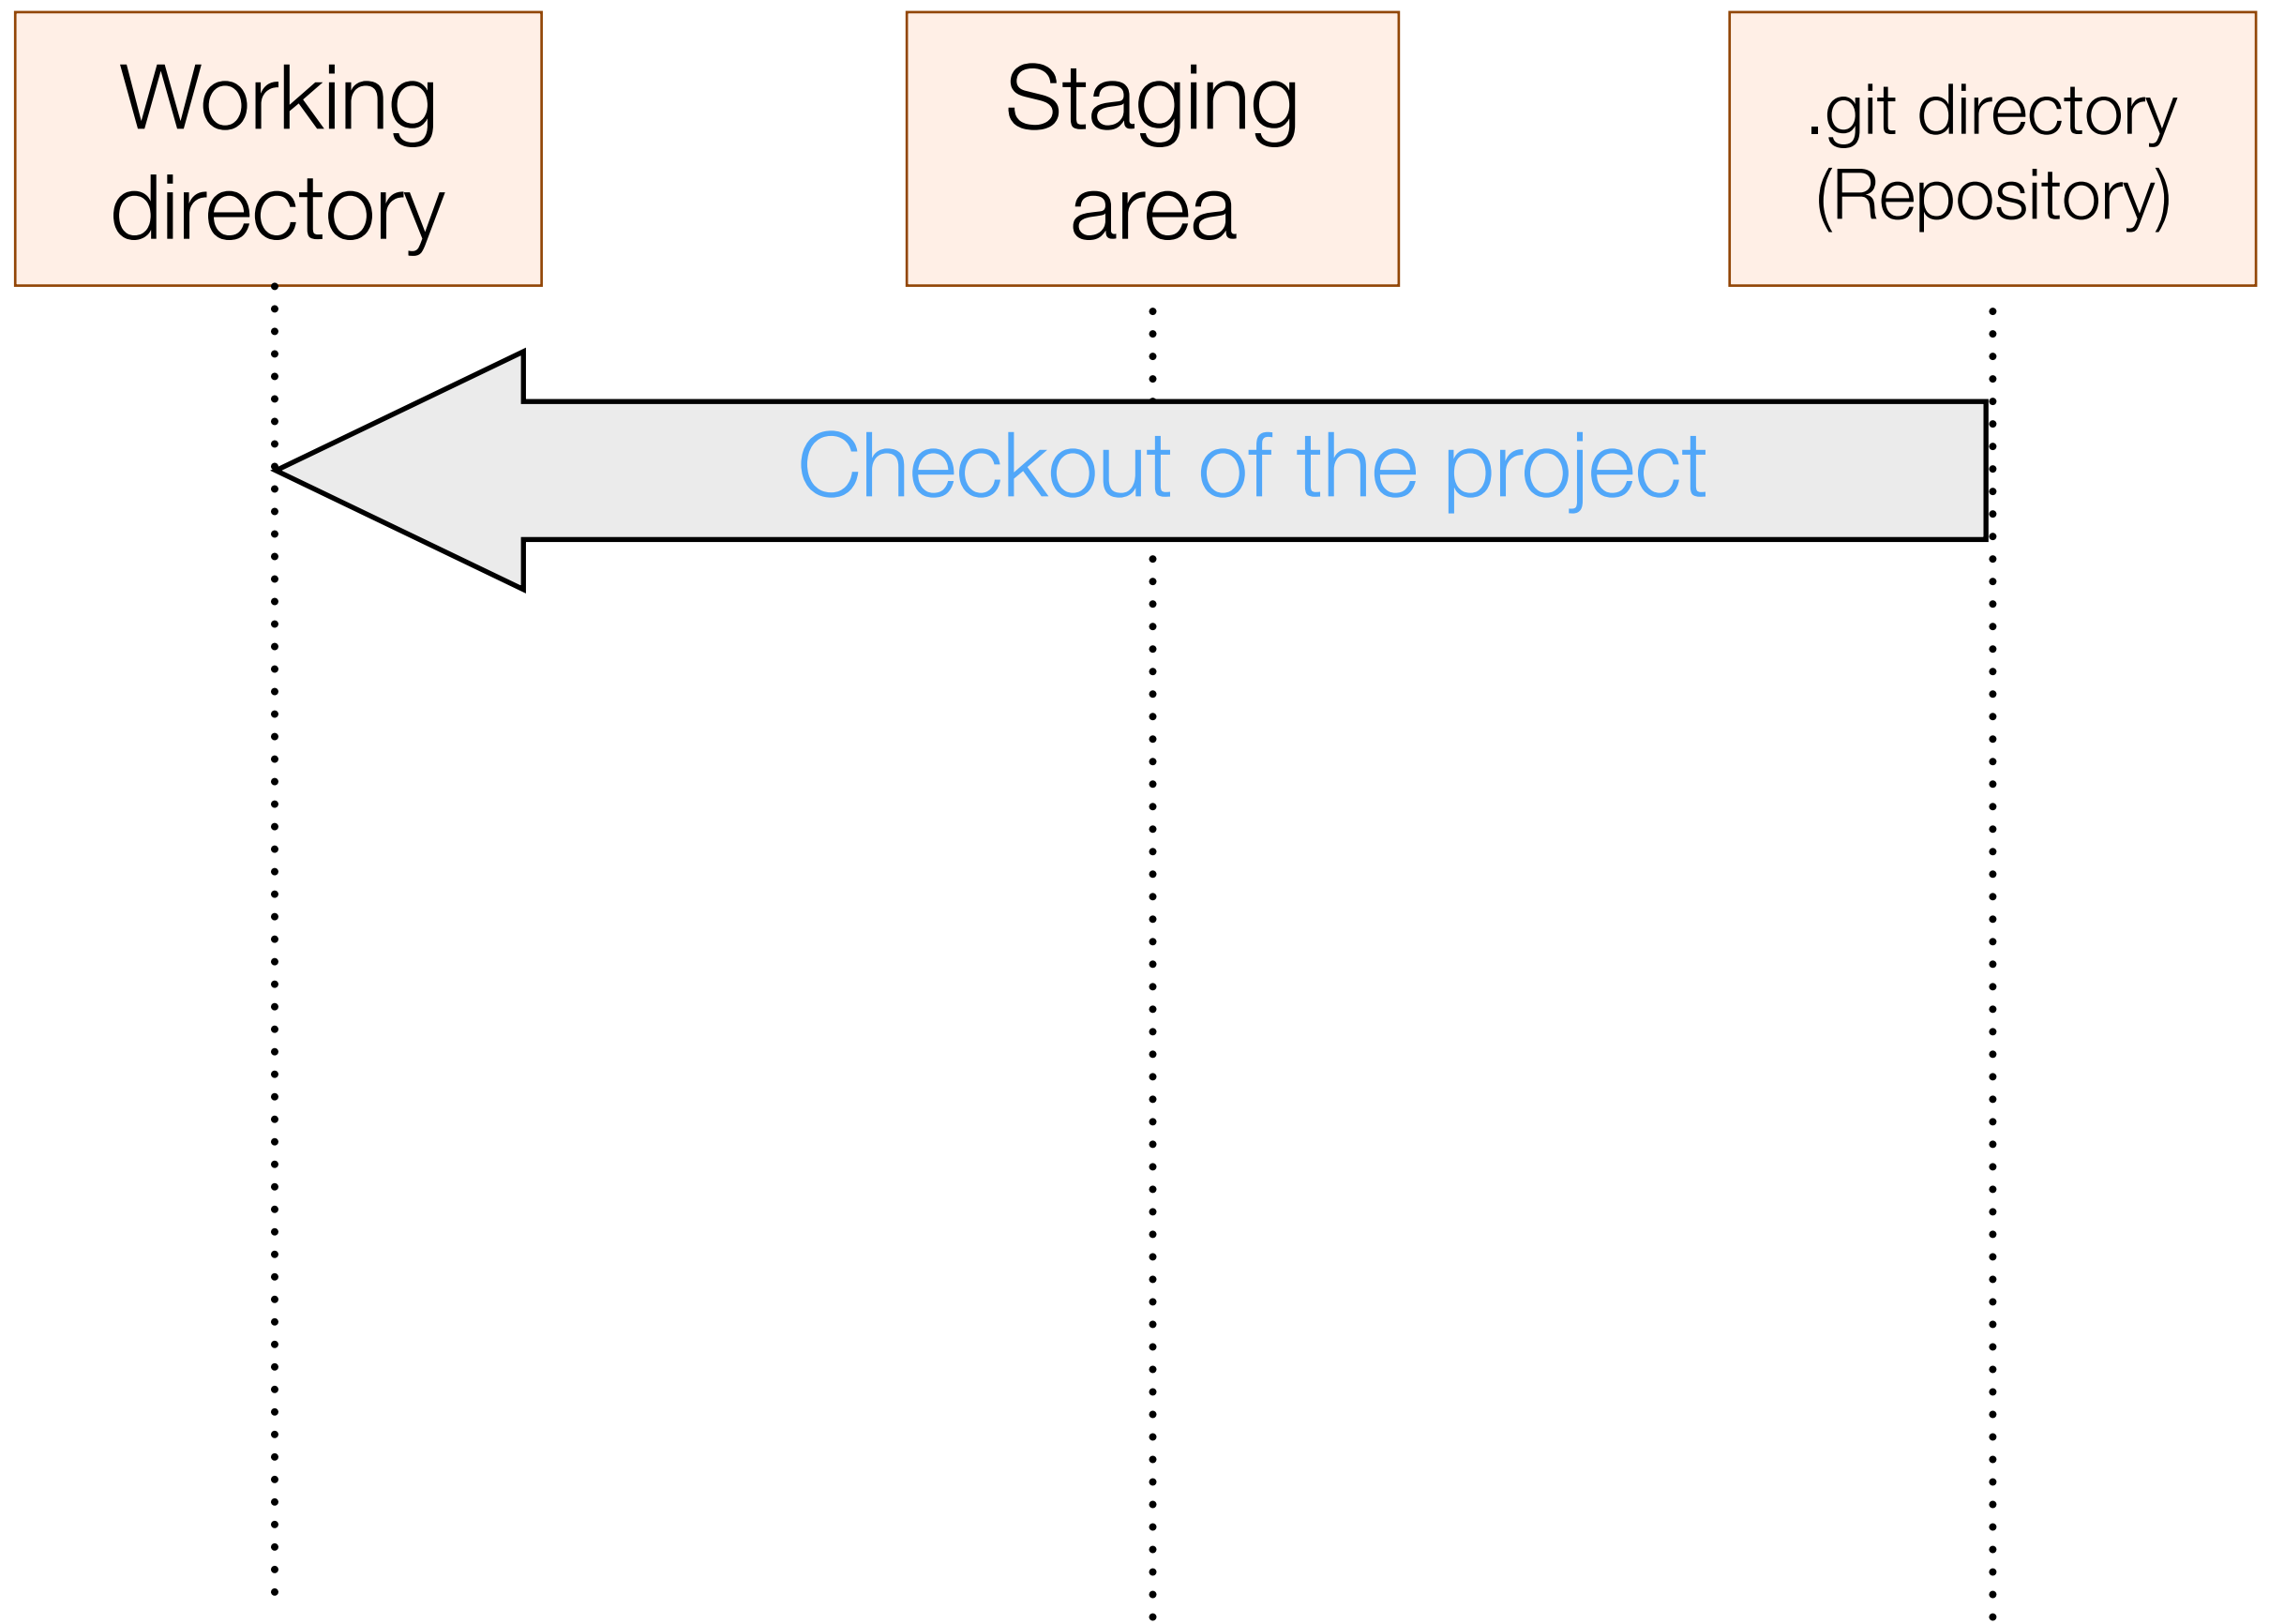 Working
directory
Staging
area
.git directory
(Repository)
Checkout of the project